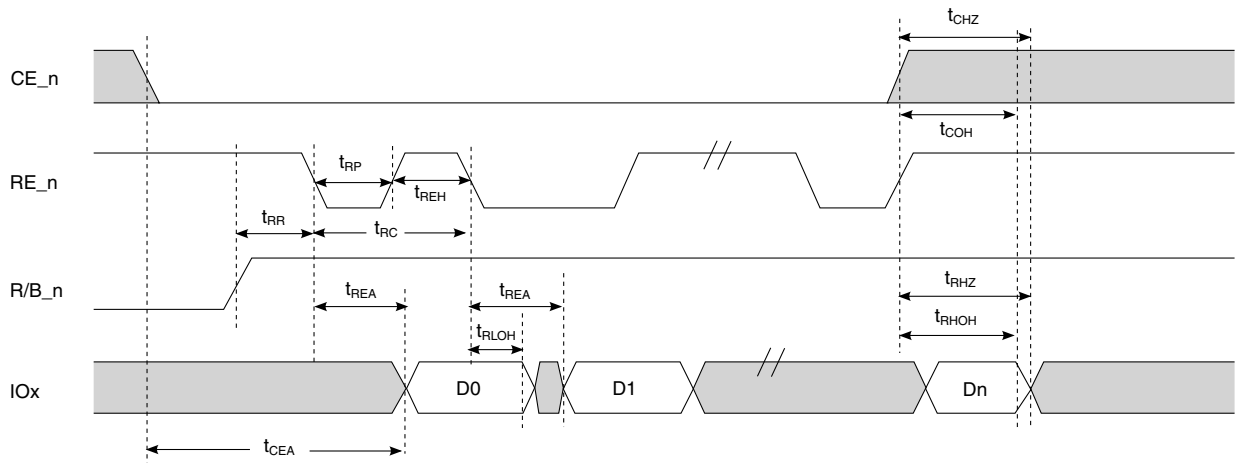 tCHZ
CE_n
tCOH
RE_n
tRP
tREH
tRR
tRC
R/B_n
tREA
tREA
tRHZ
tRLOH
tRHOH
IOx
D0
D1
Dn
tCEA